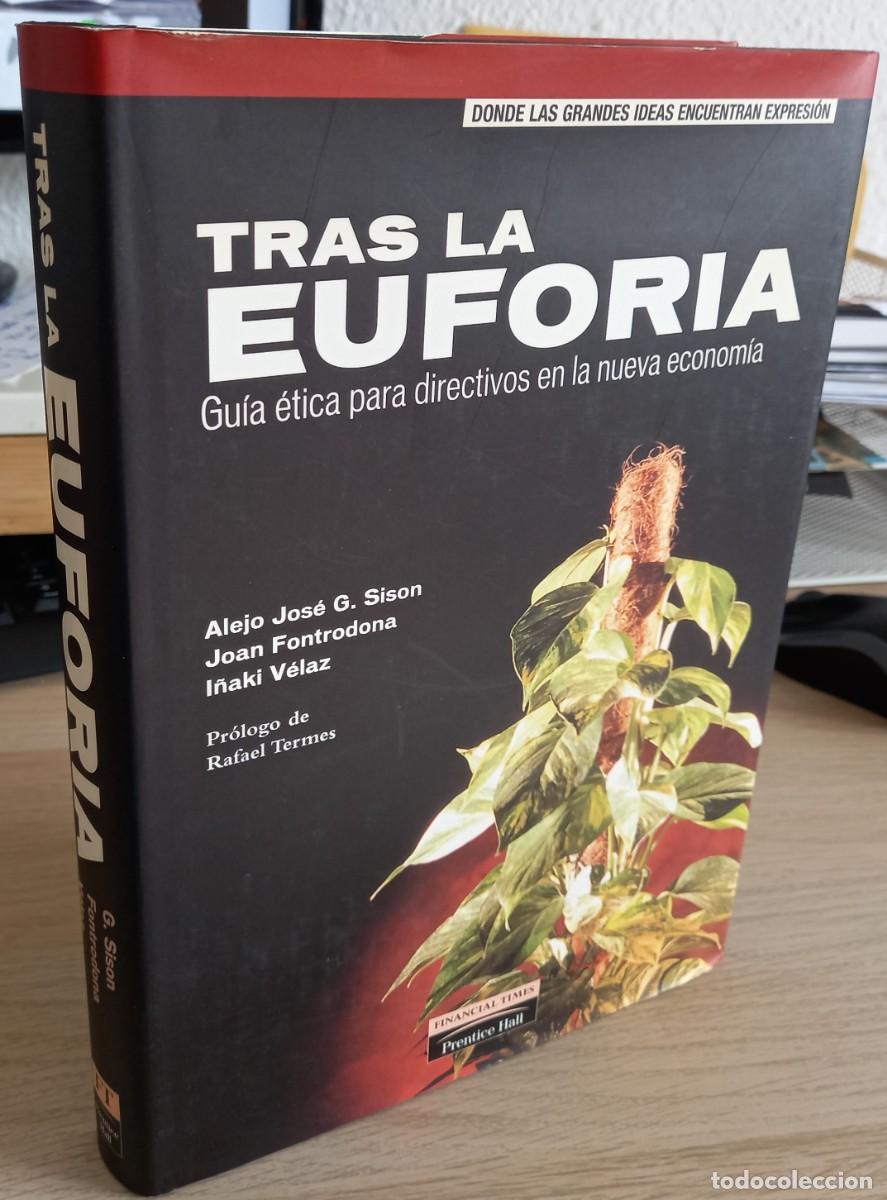 DONDE LAS GRANDES IDEAS ENCUENTRAN EXPRESIÓN
TRAS LA
EUFORIA
Guía ética para directivos en la nueva economía
Alejo José G. Sison
Joan Fontrodona
Iñaki Vélaz
Prólogo de
Rafael Termes
FINANCIAL TIMES
Prentice Hall
TRAS LA EUFORIA
G. Sison
Fontrodona
FT
Hall
todocoleccion